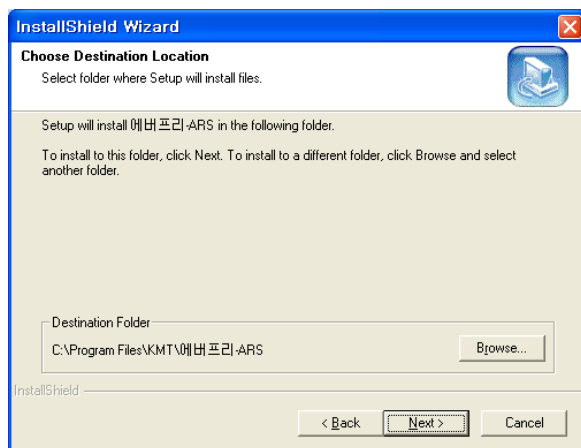 InstallShield Wizard
Choose Destination Location
Select folder where Setup will install files.
Setup will install 에버프리-ARS in the following folder.
To install to this folder, click Next. To install to a different folder, click Browse and select
another folder.
Destination Folder
C:\Program Files\KMT\에버프리-ARS
Browse...
InstallShield
< Back
Next >
Cancel